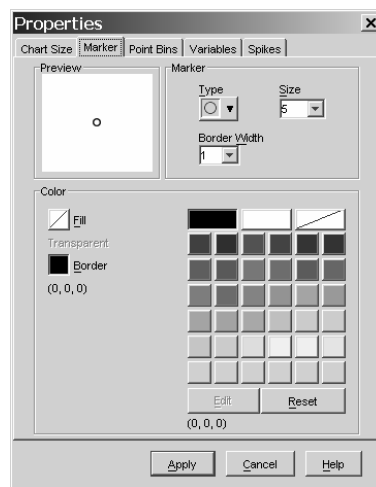 Properties
Chart Size Marker Point Bins Variables Spikes
Preview
Marker
Type Size
5
Border Width
1
Color
Fill
Transparent
Border
(0, 0, 0)
Edit Reset
(0, 0, 0)
Apply Cancel Help